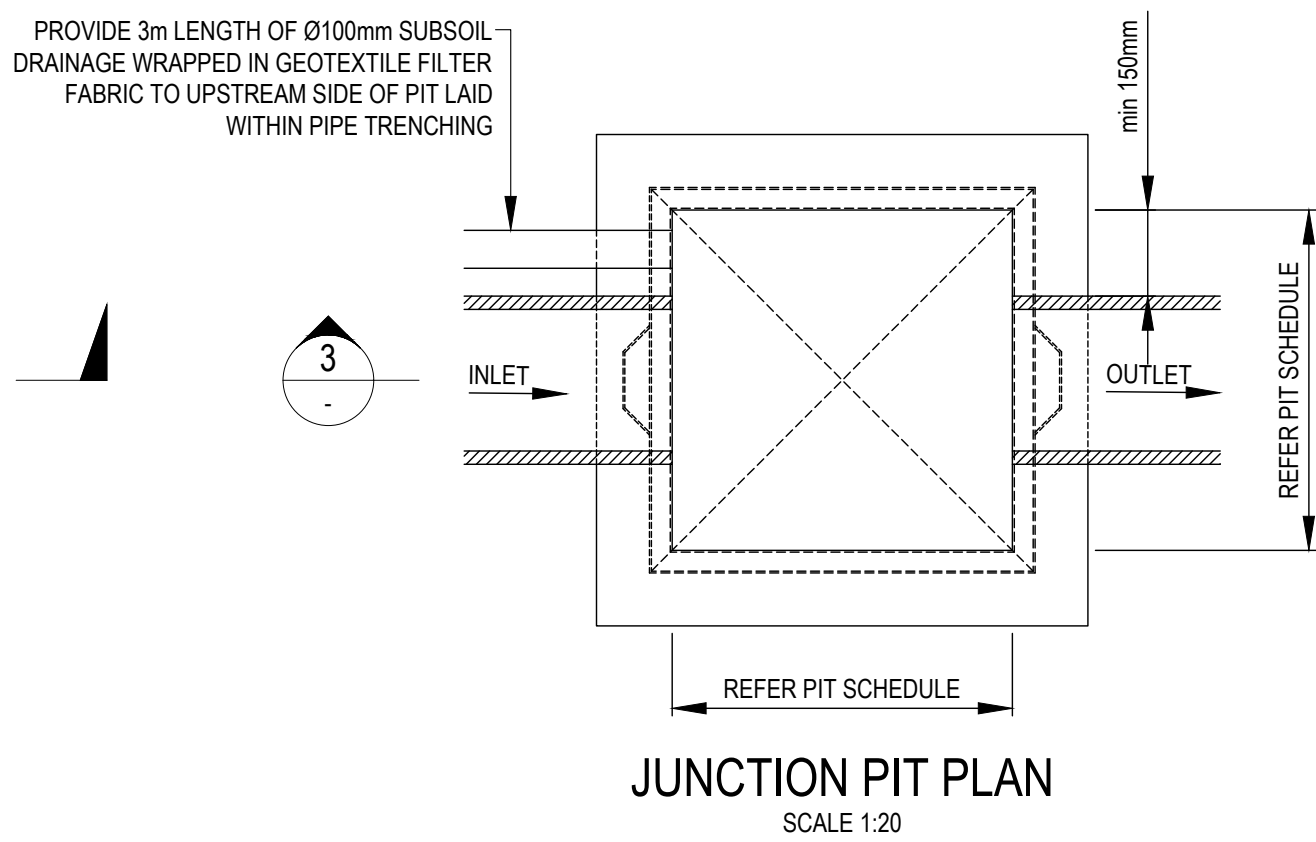 PROVIDE 3m LENGTH OF Ø100mm SUBSOIL
DRAINAGE WRAPPED IN GEOTEXTILE FILTER
FABRIC TO UPSTREAM SIDE OF PIT LAID
WITHIN PIPE TRENCHING
min 150mm
3
-
INLET
OUTLET
REFER PIT SCHEDULE
REFER PIT SCHEDULE
JUNCTION PIT PLAN
SCALE 1:20